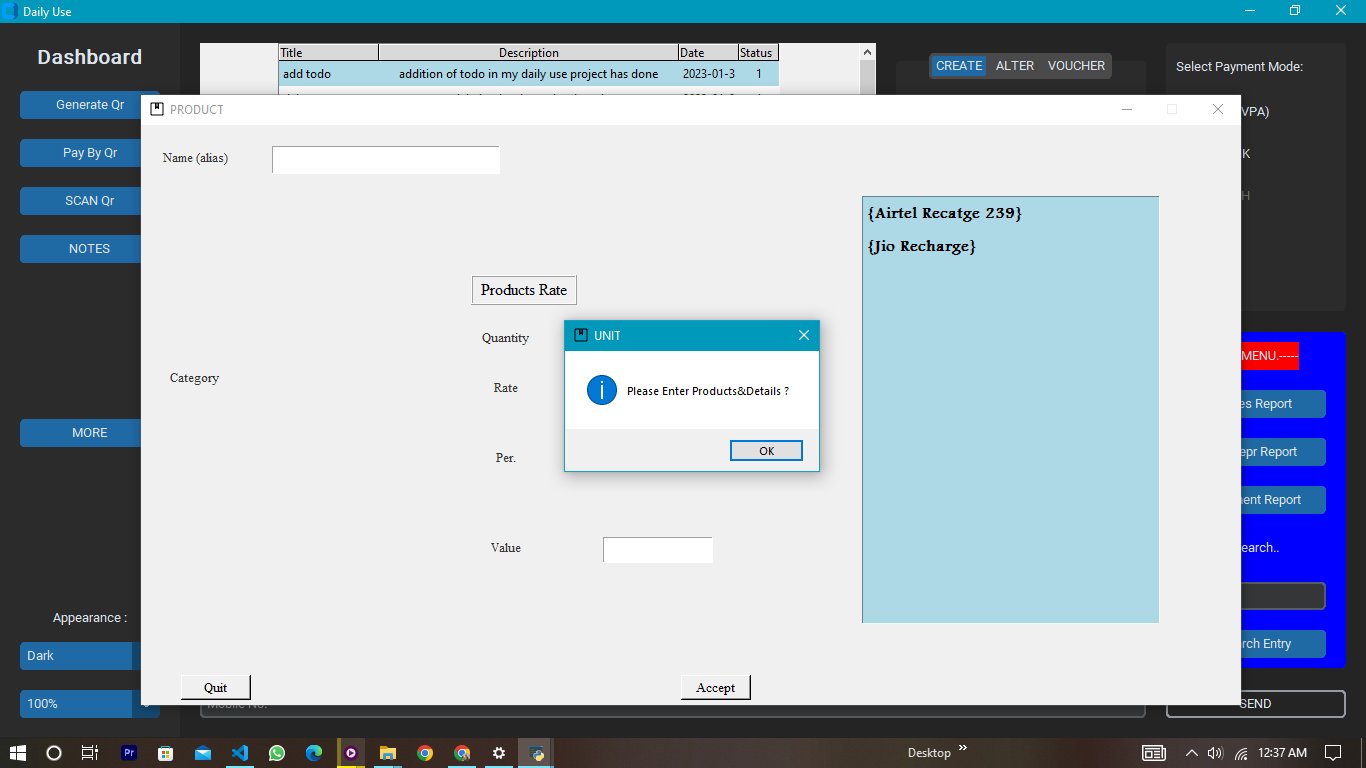 Daily Use
Dashboard
Generate Qr
Pay By Qr
SCAN Qr
NOTES
MORE
Appearance :
Dark
100%
Title Description Date Status
add todo addition of todo in my daily use project has done 2023-01-3 1
CREATE ALTER VOUCHER
Select Payment Mode:
VPA)
K
H
PRODUCT
Name (alias)
Products Rate
Quantity
Category
Rate
Per.
Value
{Airtel Recatge 239}
{Jio Recharge}
UNIT
Please Enter Products&Details ?
OK
Quit
Accept
MENU.-----
es Report
epr Report
ent Report
earch..
rch Entry
Mobile No.
SEND
Pr
Desktop »
12:37 AM